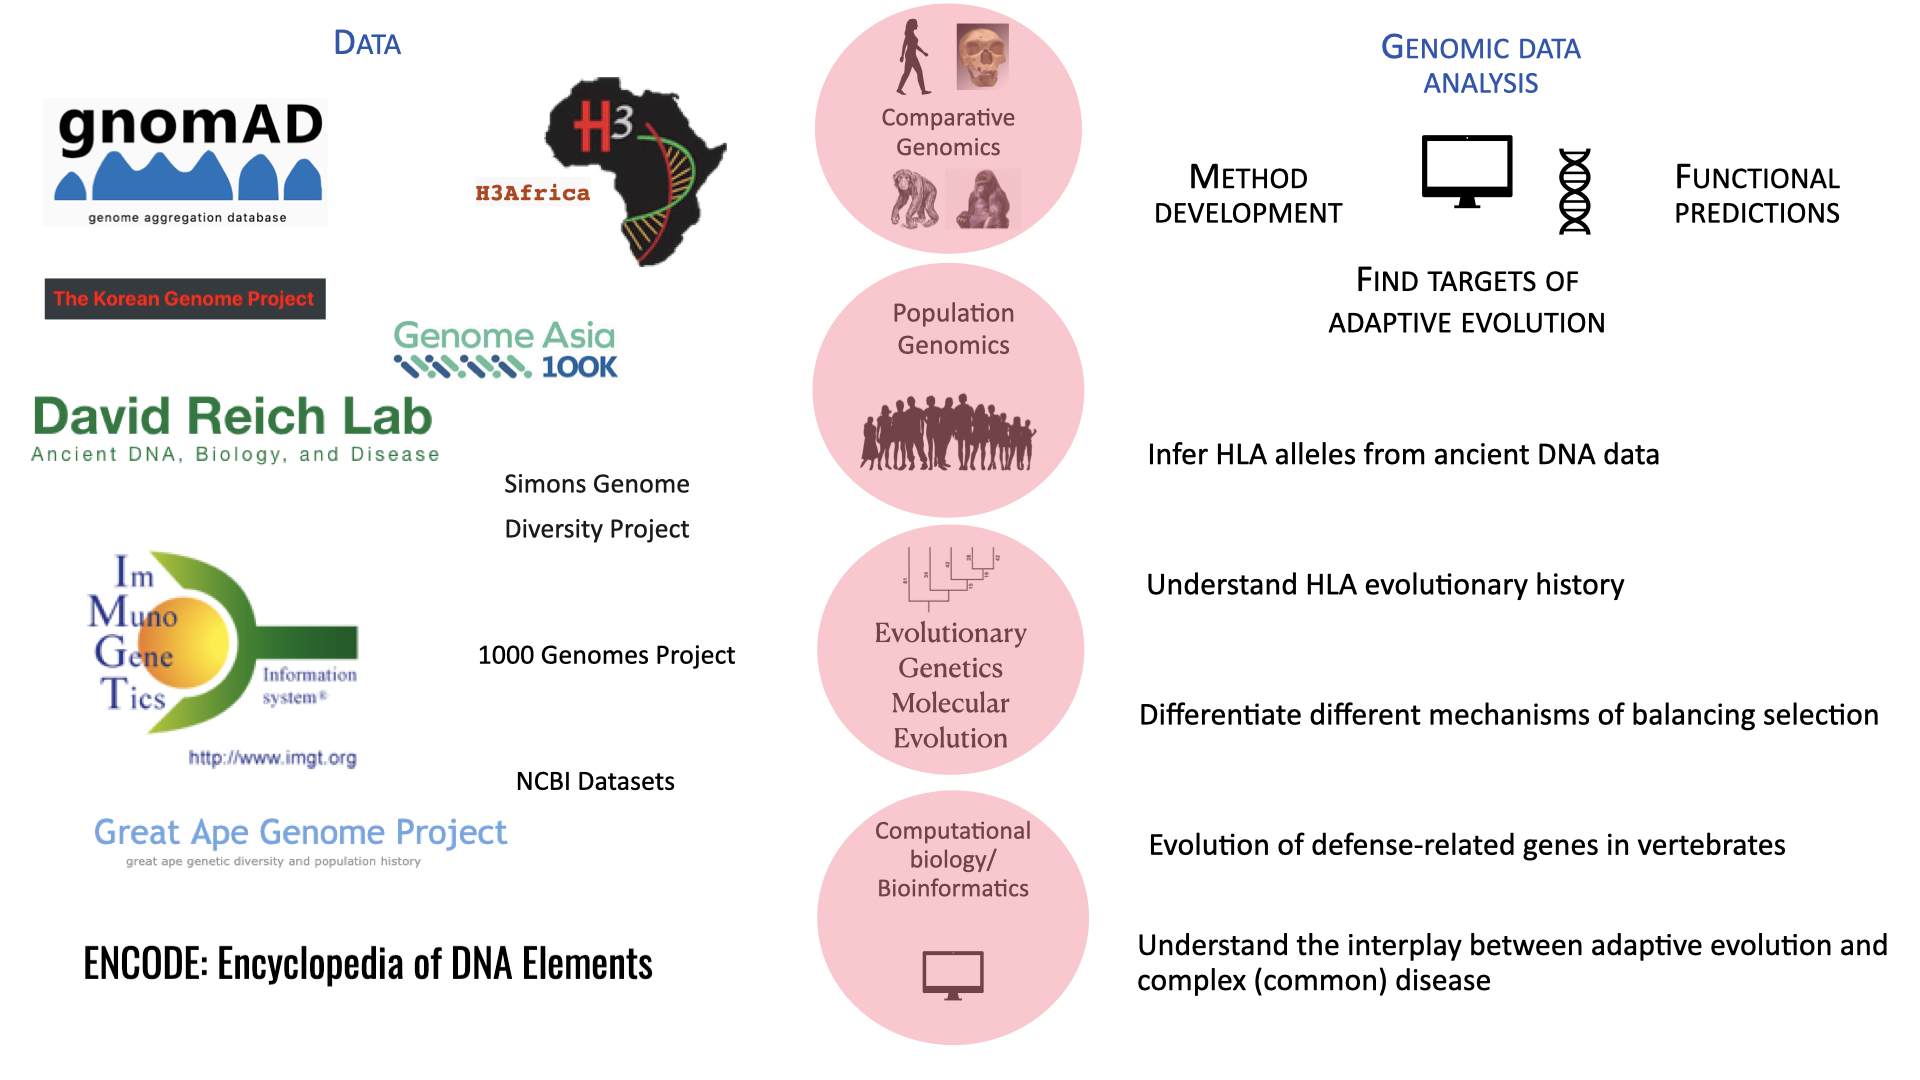 DATA
gnomAD
genome aggregation database
H3
H3Africa
The Korean Genome Project
Genome Asia
100K
David Reich Lab
Ancient DNA, Biology, and Disease
Simons Genome
Diversity Project
Im
Muno
Gene
Tics
Information
system®
http://www.imgt.org
1000 Genomes Project
NCBI Datasets
Great Ape Genome Project
great ape genetic diversity and population history
ENCODE: Encyclopedia of DNA Elements
Comparative
Genomics
Population
Genomics
Evolutionary
Genetics
Molecular
Evolution
Computational
biology/
Bioinformatics
GENOMIC DATA
ANALYSIS
METHOD
DEVELOPMENT
FUNCTIONAL
PREDICTIONS
FIND TARGETS OF
ADAPTIVE EVOLUTION
Infer HLA alleles from ancient DNA data
Understand HLA evolutionary history
Differentiate different mechanisms of balancing selection
Evolution of defense-related genes in vertebrates
Understand the interplay between adaptive evolution and
complex (common) disease